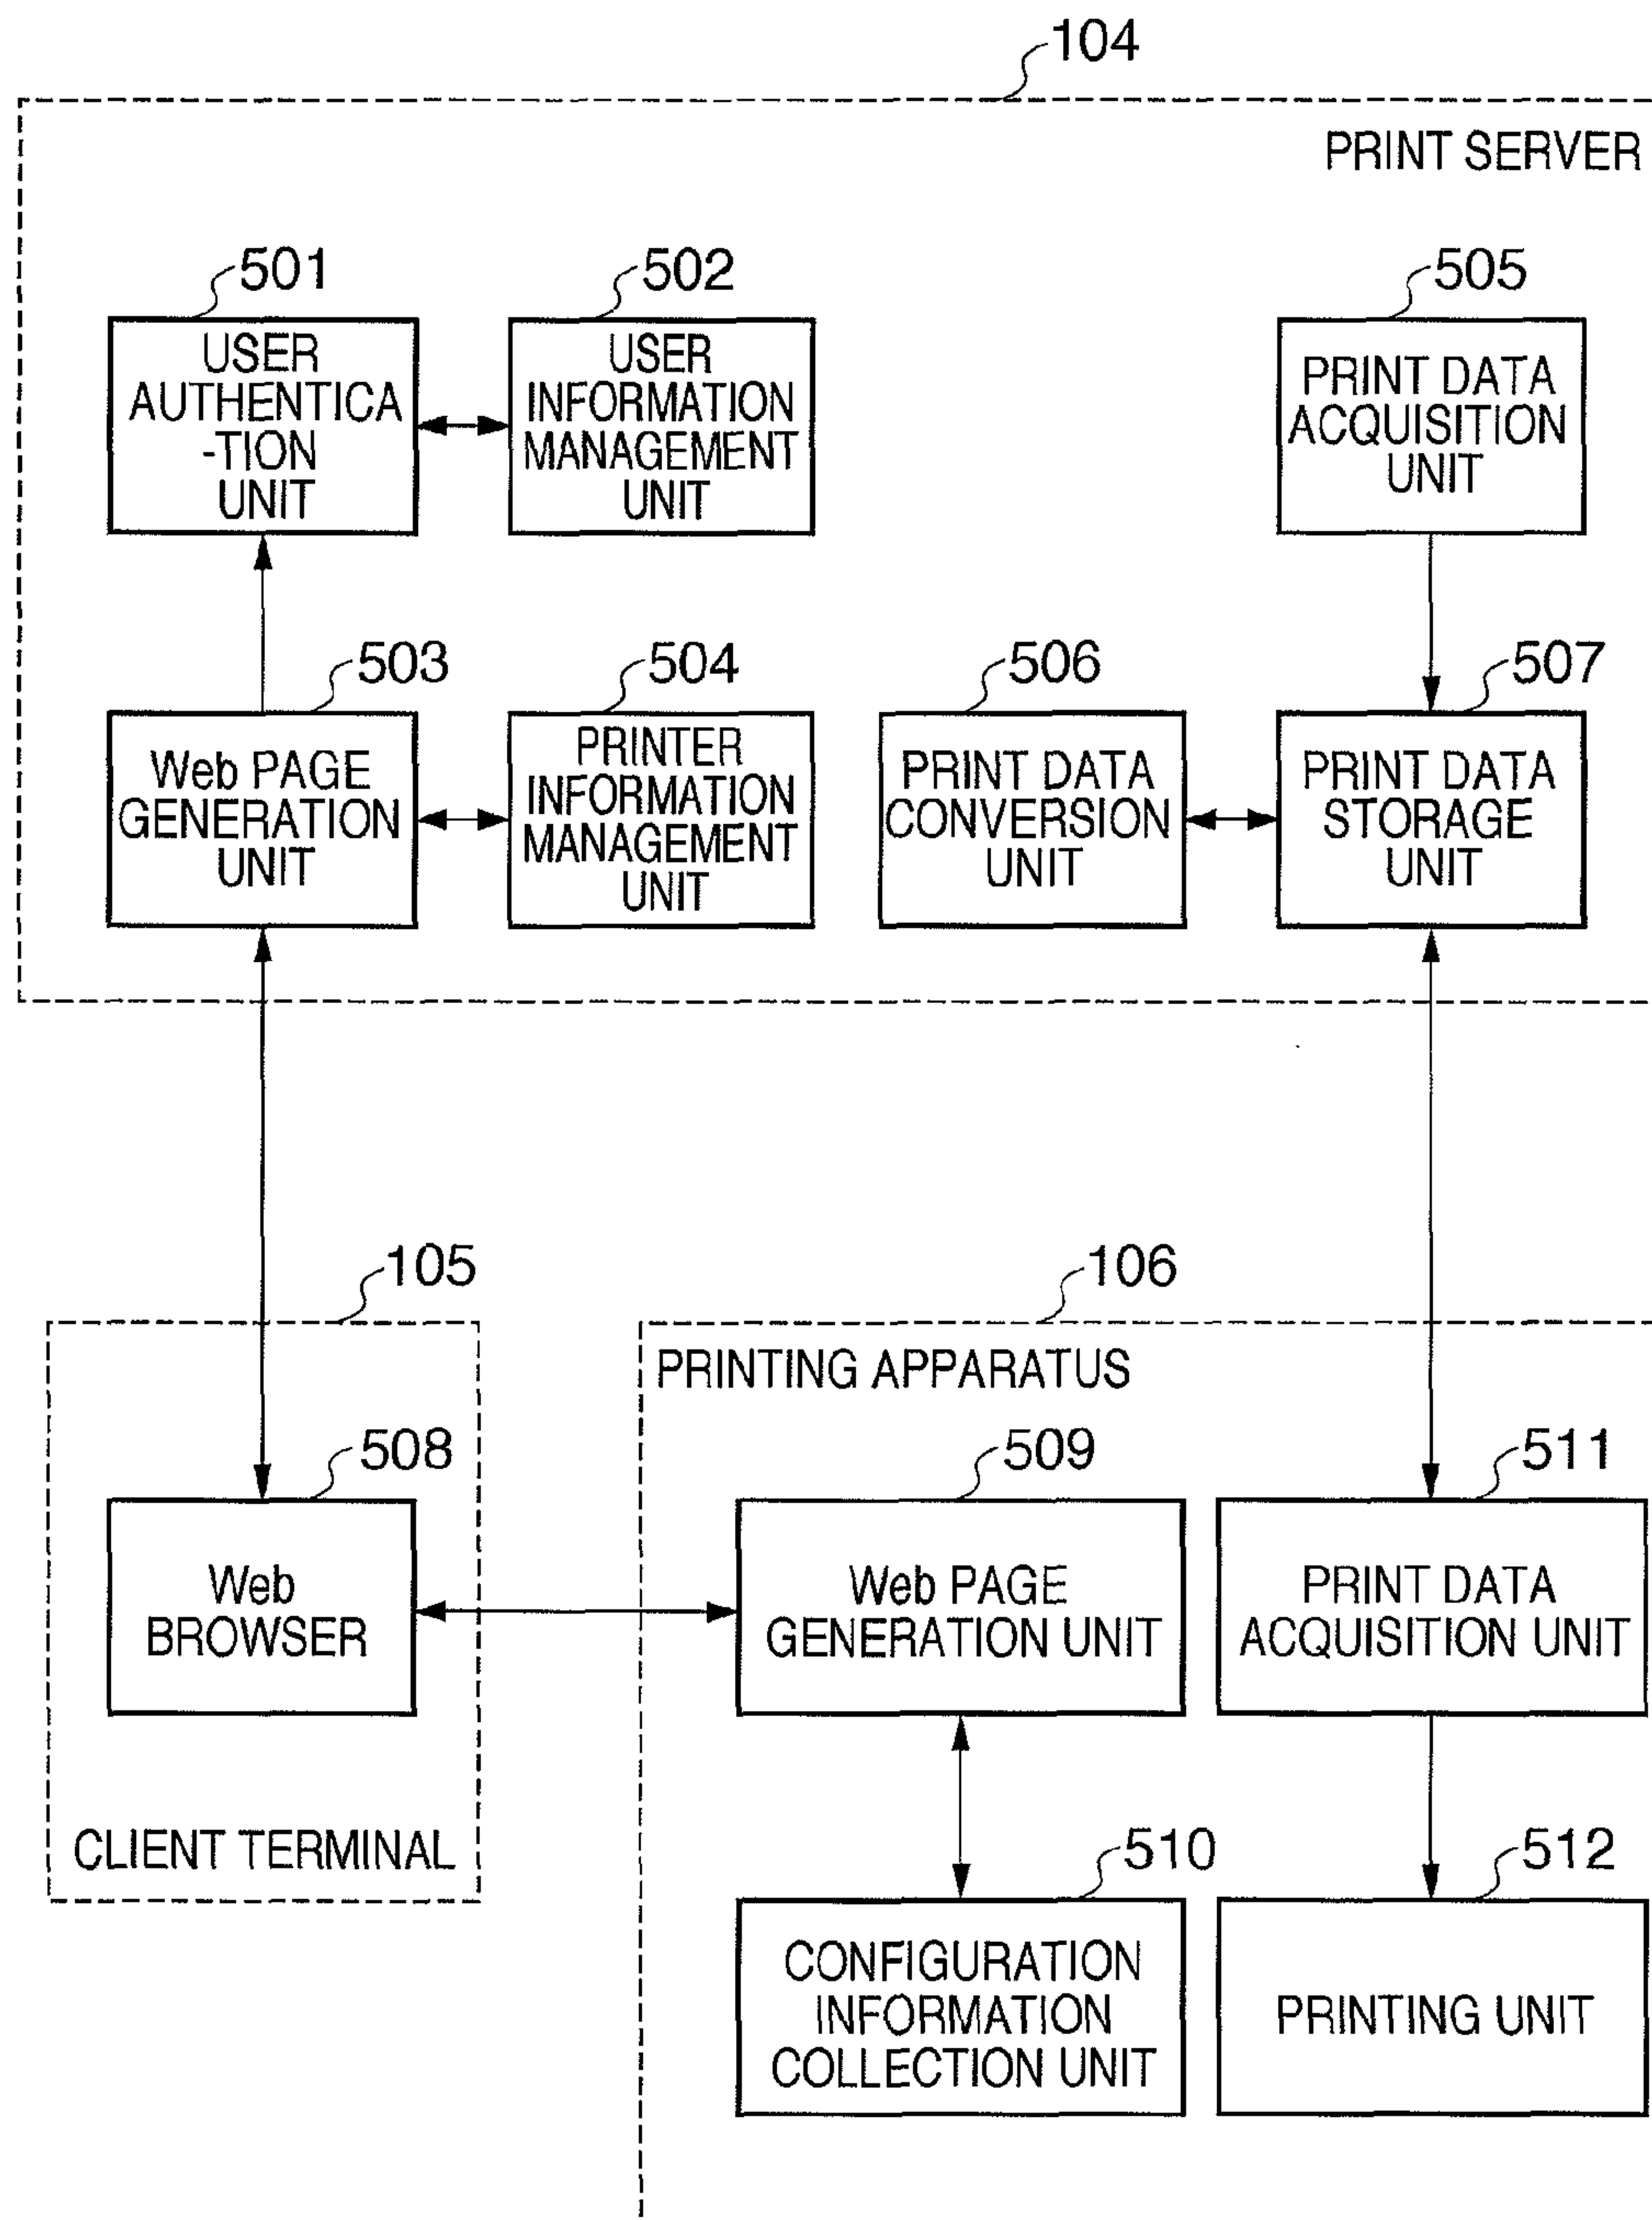 104
PRINT SERVER
501
USER
AUTHENTICA
-TION
UNIT
502
USER
INFORMATION
MANAGEMENT
UNIT
505
PRINT DATA
ACQUISITION
UNIT
503
Web PAGE
GENERATION
UNIT
504
PRINTER
INFORMATION
MANAGEMENT
UNIT
506
PRINT DATA
CONVERSION
UNIT
507
PRINT DATA
STORAGE
UNIT
105
508
Web
BROWSER
CLIENT TERMINAL
106
PRINTING APPARATUS
509
Web PAGE
GENERATION UNIT
511
PRINT DATA
ACQUISITION UNIT
510
CONFIGURATION
INFORMATION
COLLECTION UNIT
512
PRINTING UNIT